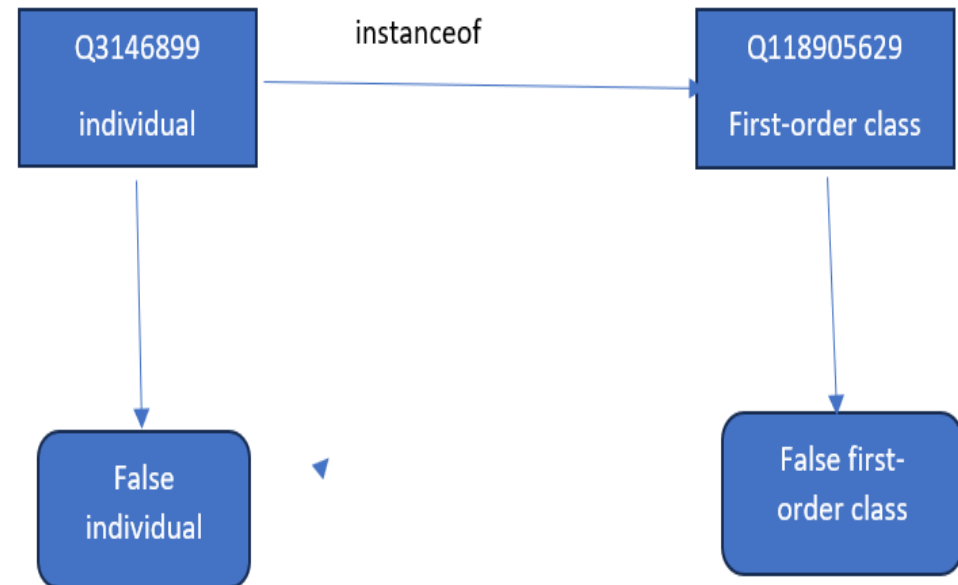 Q3146899
individual
instanceof
Q118905629
First-order class
False
individual
False first-
order class